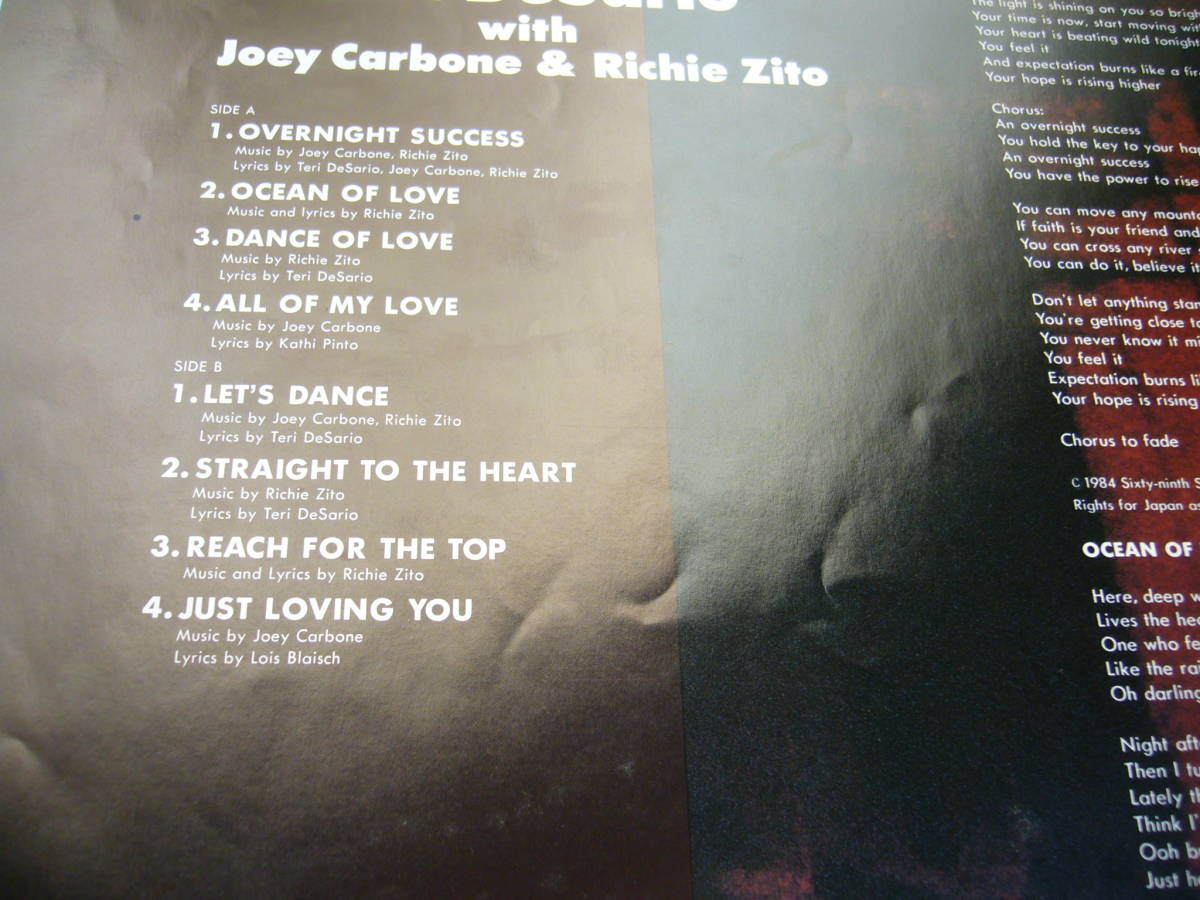 DeSario
with
Joey Carbone & Richie Zito
SIDE A
1. OVERNIGHT SUCCESS
Music by Joey Carbone, Richie Zito
Lyrics by Teri DeSario, Joey Carbone, Richie Zito
2. OCEAN OF LOVE
Music and lyrics by Richie Zito
3. DANCE OF LOVE
Music by Richie Zito
Lyrics by Teri DeSario
4. ALL OF MY LOVE
Music by Joey Carbone
Lyrics by Kathi Pinto
SIDE B
1. LET'S DANCE
Music by Joey Carbone, Richie Zito
Lyrics by Teri DeSario
2. STRAIGHT TO THE HEART
Music by Richie Zito
Lyrics by Teri DeSario
3. REACH FOR THE TOP
Music and Lyrics by Richie Zito
4. JUST LOVING YOU
Music by Joey Carbone
Lyrics by Lois Blaisch
The light is shining on you so
Your time is now, start moving
Your heart is beating wild tonight
You feel it
And expectation burns like a
Your hope is rising higher
Chorus:
An overnight success
You hold the key to your
An overnight success
You have the power to rise
You can move any
If faith is your friend and
You can cross any river
You can do it, believe it
Don't let anything
You're getting close
You never know it
You feel it
Expectation burns
Your hope is rising
Chorus to fade
© 1984 Sixty-ninth
Rights for Japan
OCEAN OF
Here, deep
Lives the
One who
Like the
Oh darling
Night
Then I
Lately
Think
Ooh
Just